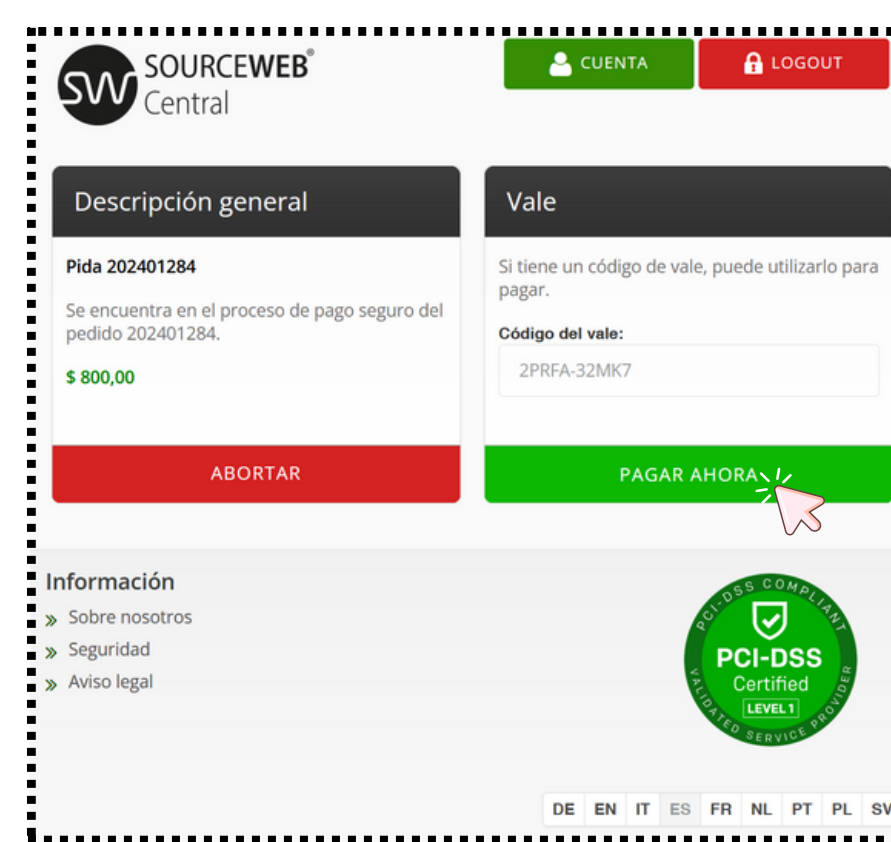 SW SOURCEWEB®
Central
CUENTA
LOGOUT
Descripción general
Pida 202401284
Se encuentra en el proceso de pago seguro del
pedido 202401284.
$ 800,00
ABORTAR
Vale
Si tiene un código de vale, puede utilizarlo para
pagar.
Código del vale:
2PRFA-32MK7
PAGAR AHORA
Información
Sobre nosotros
Seguridad
Aviso legal
PCI-DSS COMPLIANT
PCI-DSS
Certified
LEVEL 1
VALIDATED SERVICE PROVIDER
DE EN IT ES FR NL PT PL SV